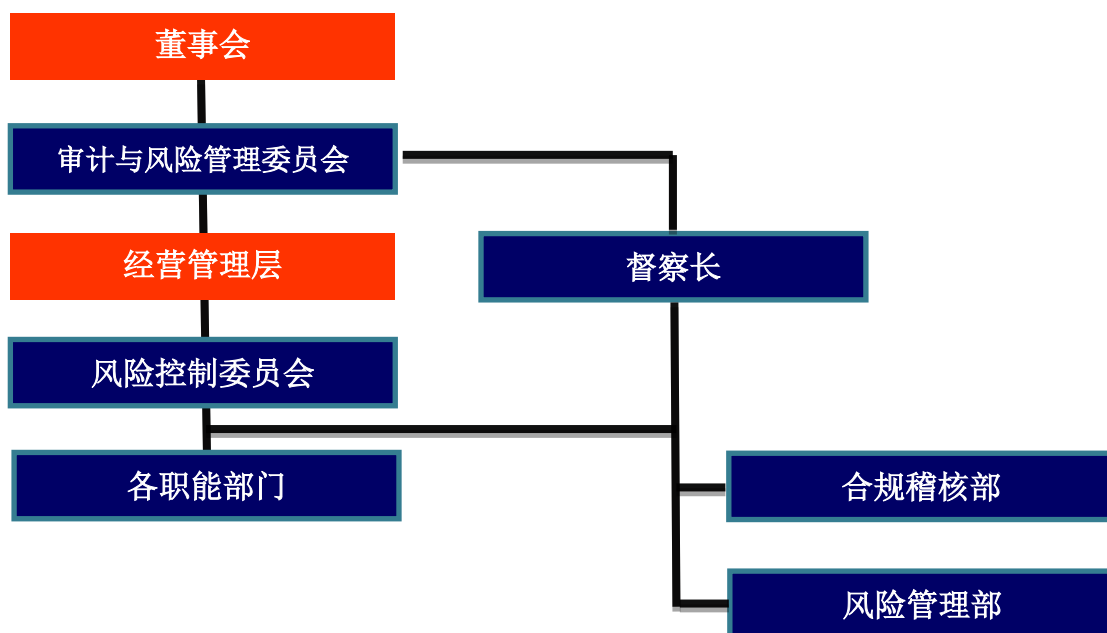 董事会
审计与风险管理委员会
经营管理层
督察长
风险控制委员会
各职能部门
合规稽核部
风险管理部